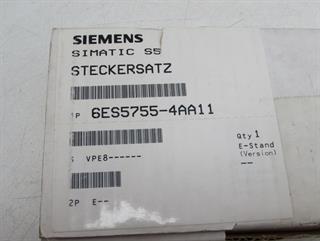 SIEMENS
SIMATIC S5
STECKERSATZ
1P 6ES5755-4AA11
Qty 1
S VPE8------
E-Stand
(Version)
--
2P E--